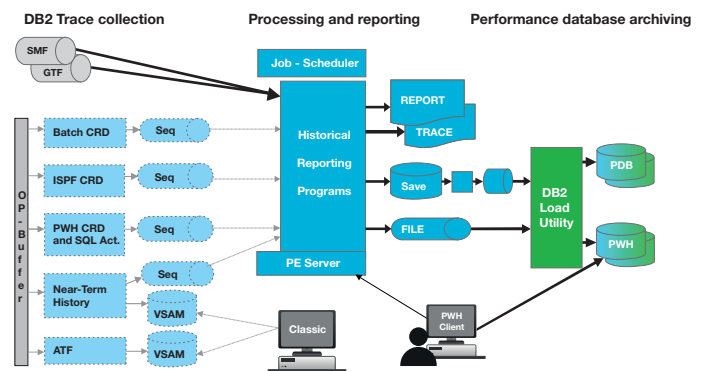 DB2 Trace collection
Processing and reporting
Performance database archiving
SMF
GTF
Job - Scheduler
REPORT
TRACE
Historical
Reporting
Programs
OP-Buffer
Batch CRD
Seq
ISPF CRD
Seq
Save
PWH CRD
and SQL Act.
Seq
FILE
DB2
Load
Utility
PDB
PWH
PE Server
Near-Term
History
Seq
VSAM
Classic
PWH
Client
ATF
VSAM